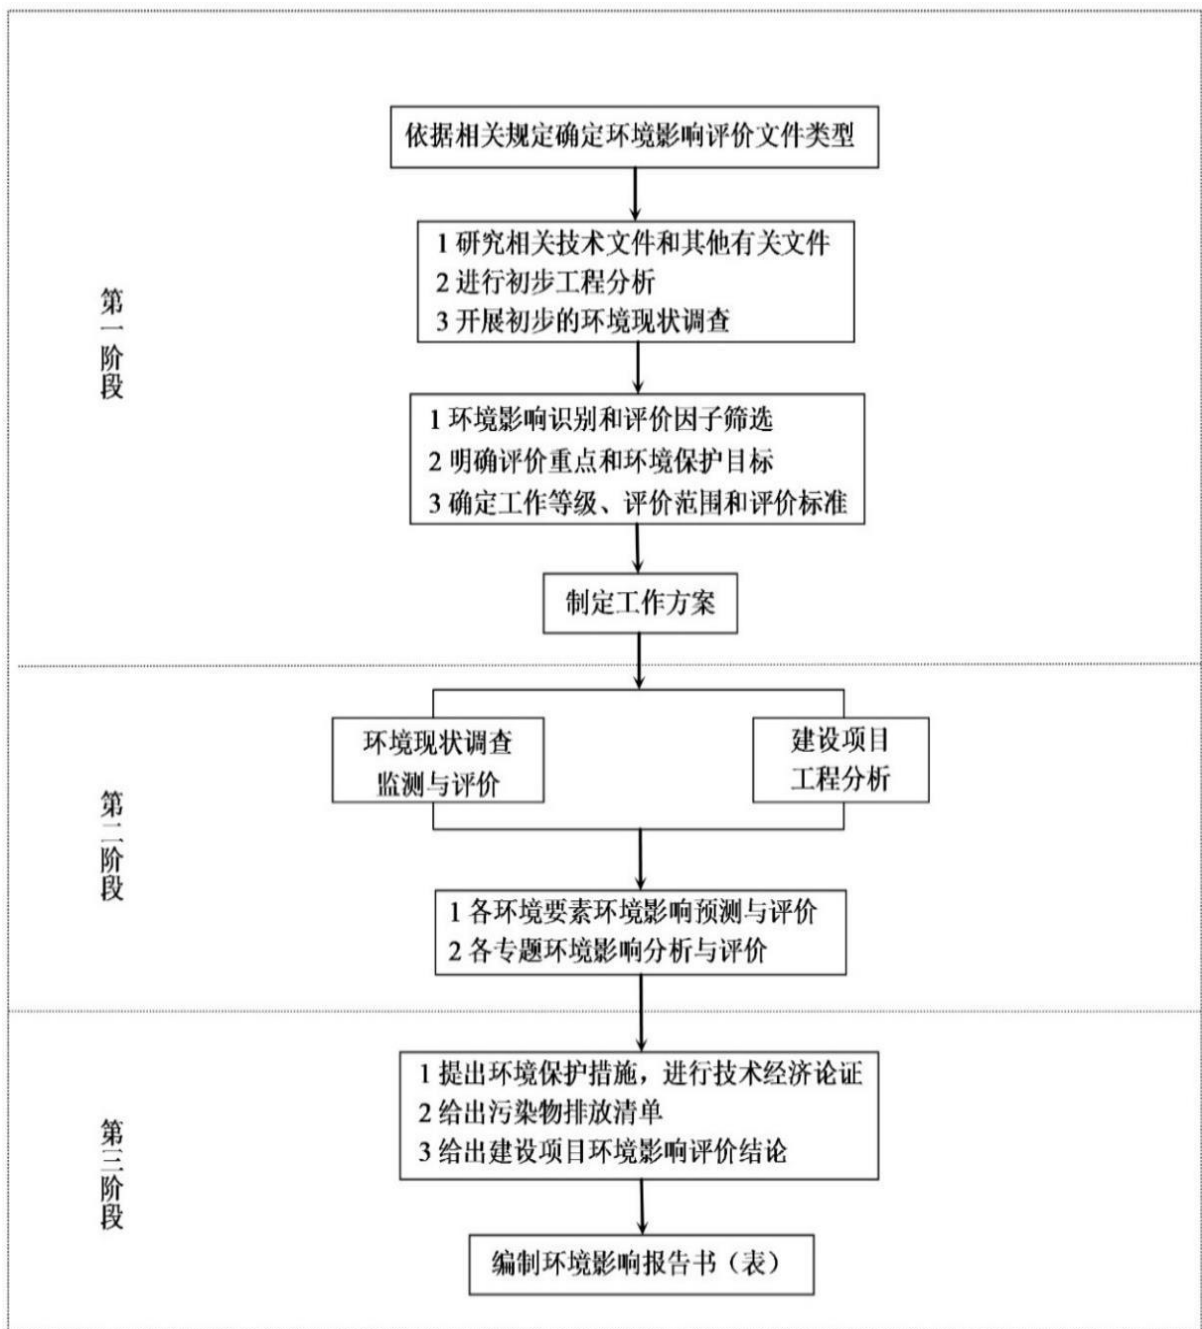 依据相关规定确定环境影响评价文件类型
1 研究相关技术文件和其他有关文件
2 进行初步工程分析
3 开展初步的环境现状调查
第一阶段
1 环境影响识别和评价因子筛选
2 明确评价重点和环境保护目标
3 确定工作等级、评价范围和评价标准
制定工作方案
环境现状调查
监测与评价
建设项目
工程分析
第二阶段
1 各环境要素环境影响预测与评价
2 各专题环境影响分析与评价
1 提出环境保护措施，进行技术经济论证
2 给出污染物排放清单
3 给出建设项目环境影响评价结论
第三阶段
编制环境影响报告书（表）